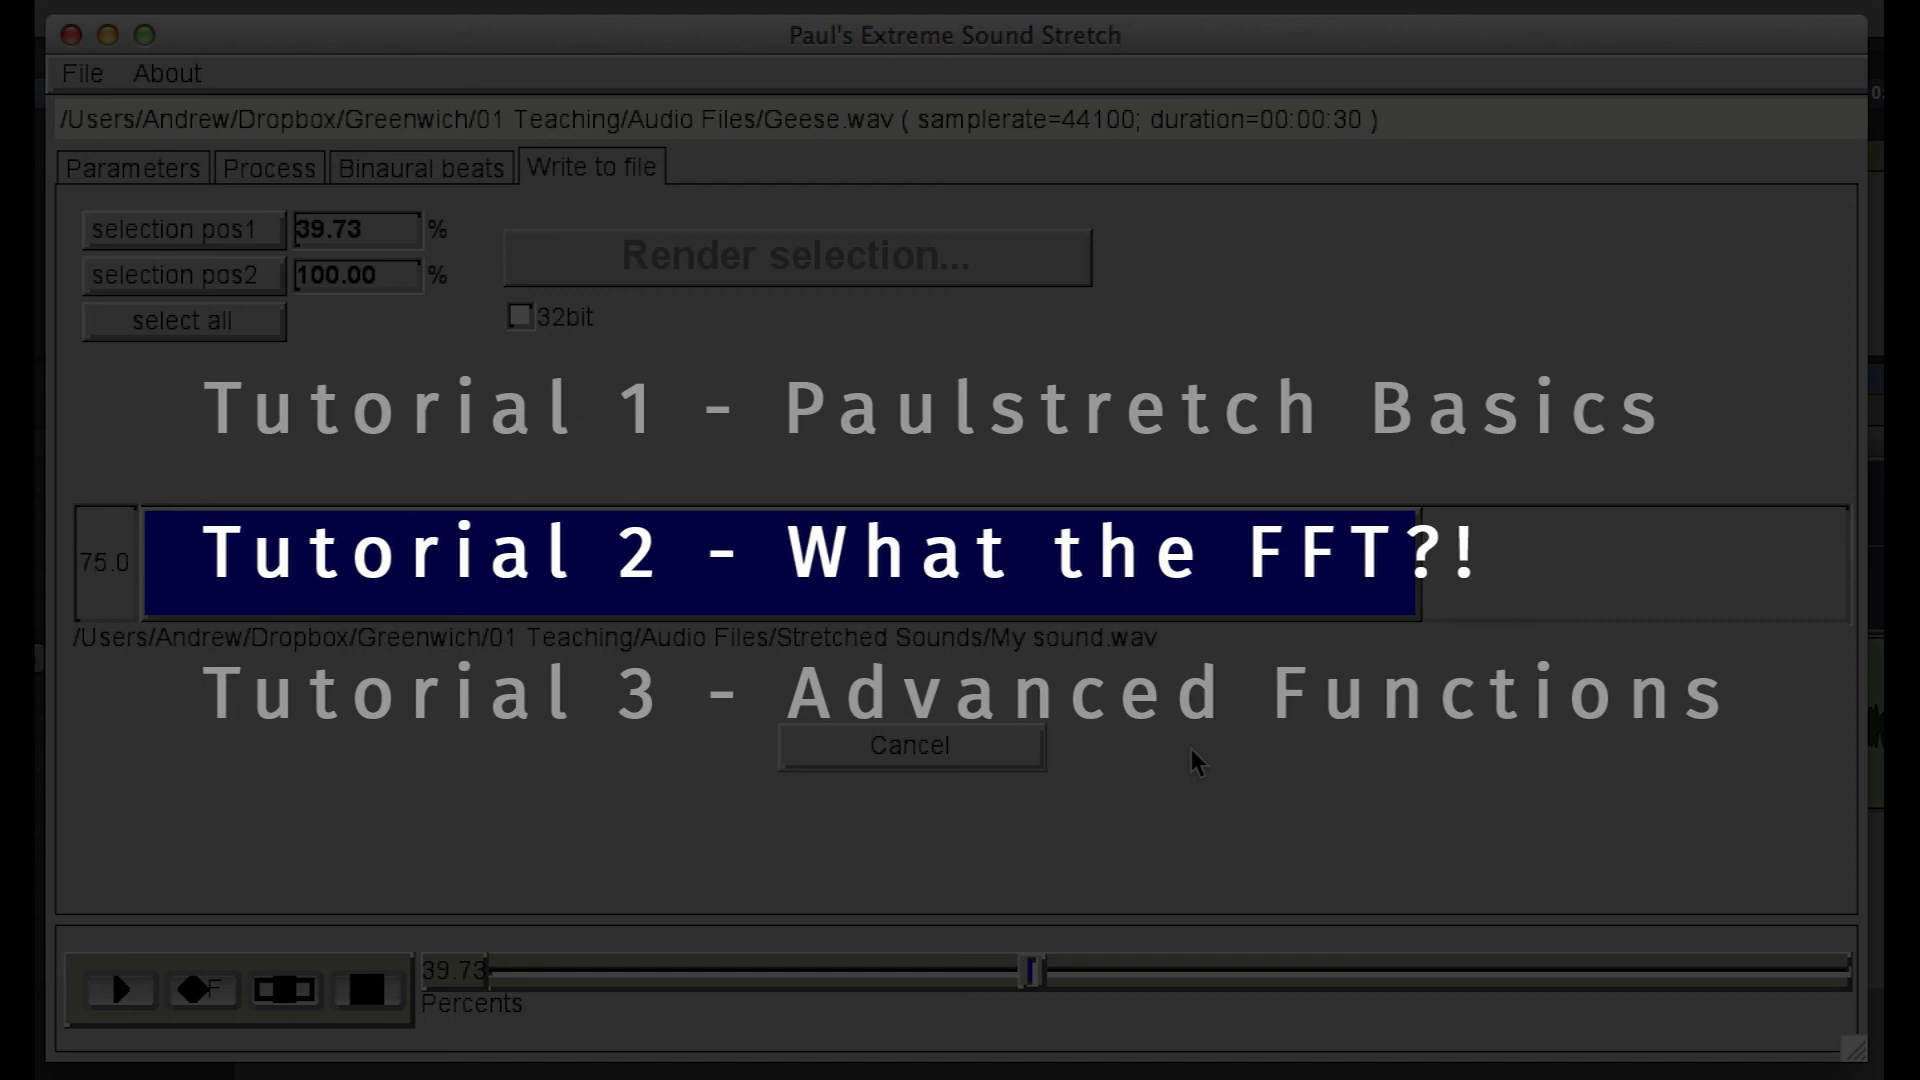 Paul's Extreme Sound Stretch
File About
/Users/Andrew/Dropbox/Greenwich/01 Teaching/Audio Files/Geese.wav ( samplerate=44100; duration=00:00:30 )
Parameters Process Binaural beats Write to file
selection pos1 39.73 %
Render selection...
selection pos2 100.00 %
select all
32bit
Tutorial 1 - Paulstretch Basics
75.0
Tutorial 2 - What the FFT?!
/Users/Andrew/Dropbox/Greenwich/01 Teaching/Audio Files/Stretched Sounds/My sound.wav
Tutorial 3 - Advanced Functions
Cancel
F
39.73
Percents